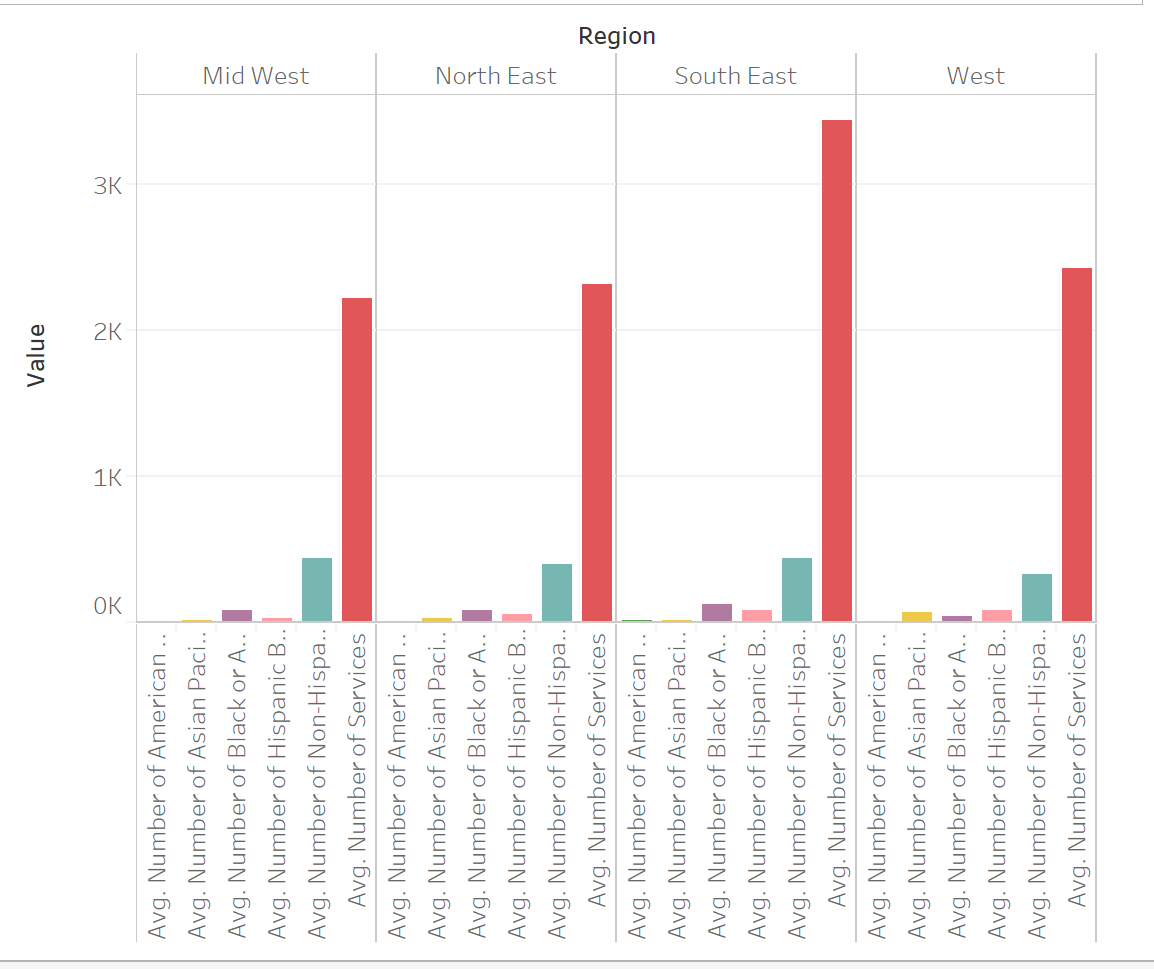 Region
Mid West
North East
South East
West
Value
3K
2K
1K
0K
Avg. Number of American ..
Avg. Number of Asian Paci..
Avg. Number of Black or A..
Avg. Number of Hispanic B..
Avg. Number of Non-Hispa..
Avg. Number of Services
Avg. Number of American ..
Avg. Number of Asian Paci..
Avg. Number of Black or A..
Avg. Number of Hispanic B..
Avg. Number of Non-Hispa..
Avg. Number of Services
Avg. Number of American ..
Avg. Number of Asian Paci..
Avg. Number of Black or A..
Avg. Number of Hispanic B..
Avg. Number of Non-Hispa..
Avg. Number of Services
Avg. Number of American ..
Avg. Number of Asian Paci..
Avg. Number of Black or A..
Avg. Number of Hispanic B..
Avg. Number of Non-Hispa..
Avg. Number of Services